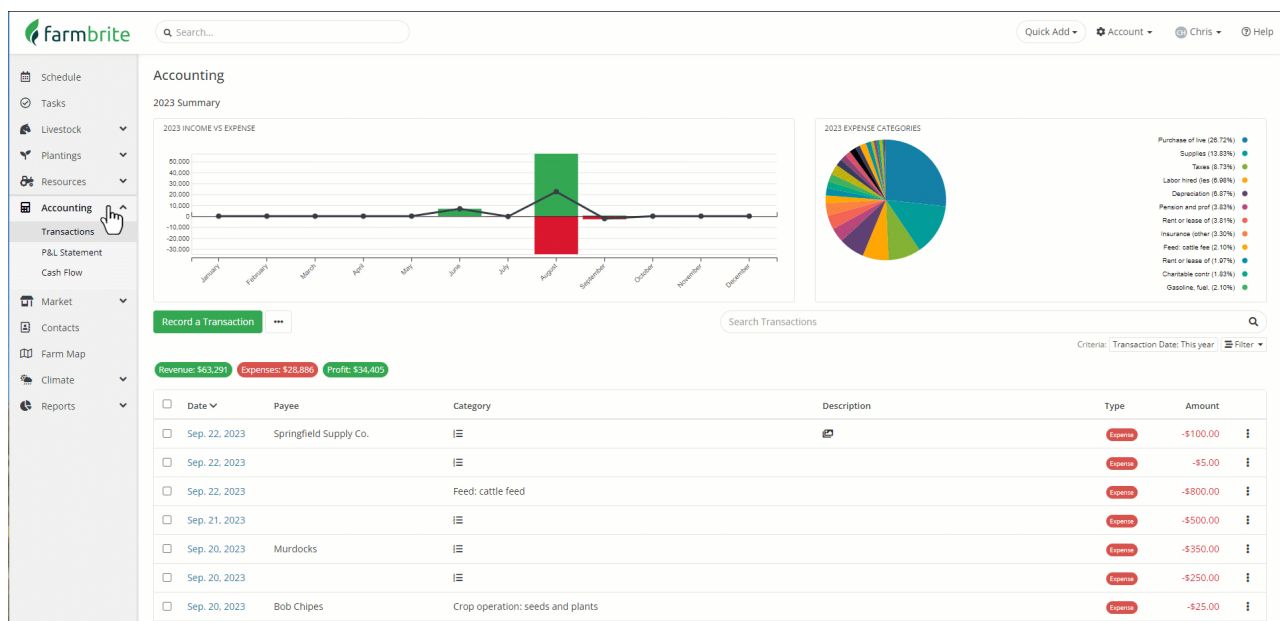 farmbrite
Search...
Quick Add
Account
CH Chris
Help
Schedule
Tasks
Livestock
Plantings
Resources
Accounting
Transactions
P&L Statement
Cash Flow
Market
Contacts
Farm Map
Climate
Reports
Accounting
2023 Summary
2023 INCOME VS EXPENSE
50,000
40,000
30,000
20,000
10,000
0
-10,000
-20,000
-30,000
January
February
March
April
May
June
July
August
September
October
November
December
2023 EXPENSE CATEGORIES
Purchase of live (26.72%)
Supplies (13.83%)
Taxes (8.73%)
Labor hired (les (6.98%)
Depreciation (6.87%)
Pension and prof (3.83%)
Rent or lease of (3.81%)
Insurance (other (3.30%)
Feed: cattle fee (2.10%)
Rent or lease of (1.97%)
Charitable contr (1.83%)
Gasoline, fuel, (2.10%)
Record a Transaction
Search Transactions
Criteria: Transaction Date: This year Filter
Revenue: $63,291 Expenses: $28,886 Profit: $34,405
Date Payee Category Description Type Amount
Sep. 22, 2023 Springfield Supply Co. Expense -$100.00
Sep. 22, 2023 Expense -$5.00
Sep. 22, 2023 Feed: cattle feed Expense -$800.00
Sep. 21, 2023 Expense -$500.00
Sep. 20, 2023 Murdocks Expense -$350.00
Sep. 20, 2023 Expense -$250.00
Sep. 20, 2023 Bob Chipes Crop operation: seeds and plants Expense -$25.00